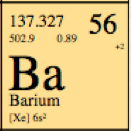 137.327 56
502.9 0.89 +2
Ba
Barium
[Xe] 6s²